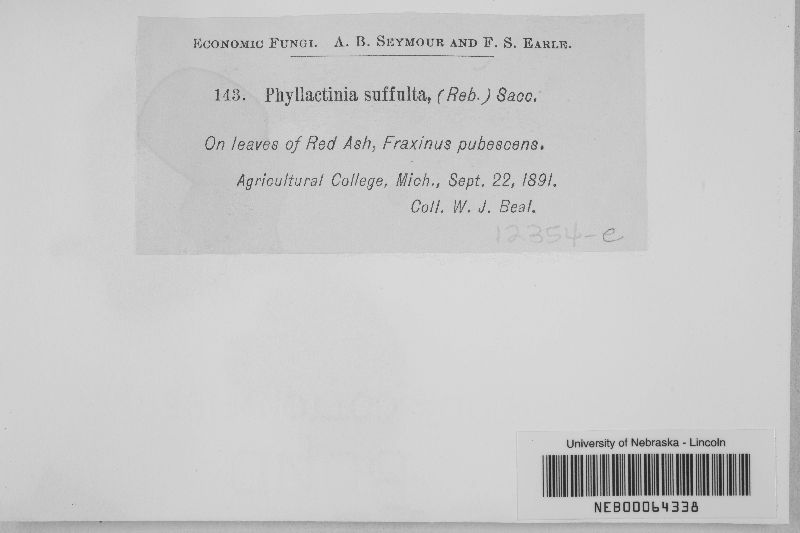 Economic Fungi. A. B. Seymour and F. S. Earle.
143. Phyllactinia suffulta, (Reb.) Sacc.
On leaves of Red Ash, Fraxinus pubescens.
Agricultural College, Mich., Sept. 22, 1891.
Coll. W. J. Beal.
12354-e
University of Nebraska - Lincoln
NEB00064338